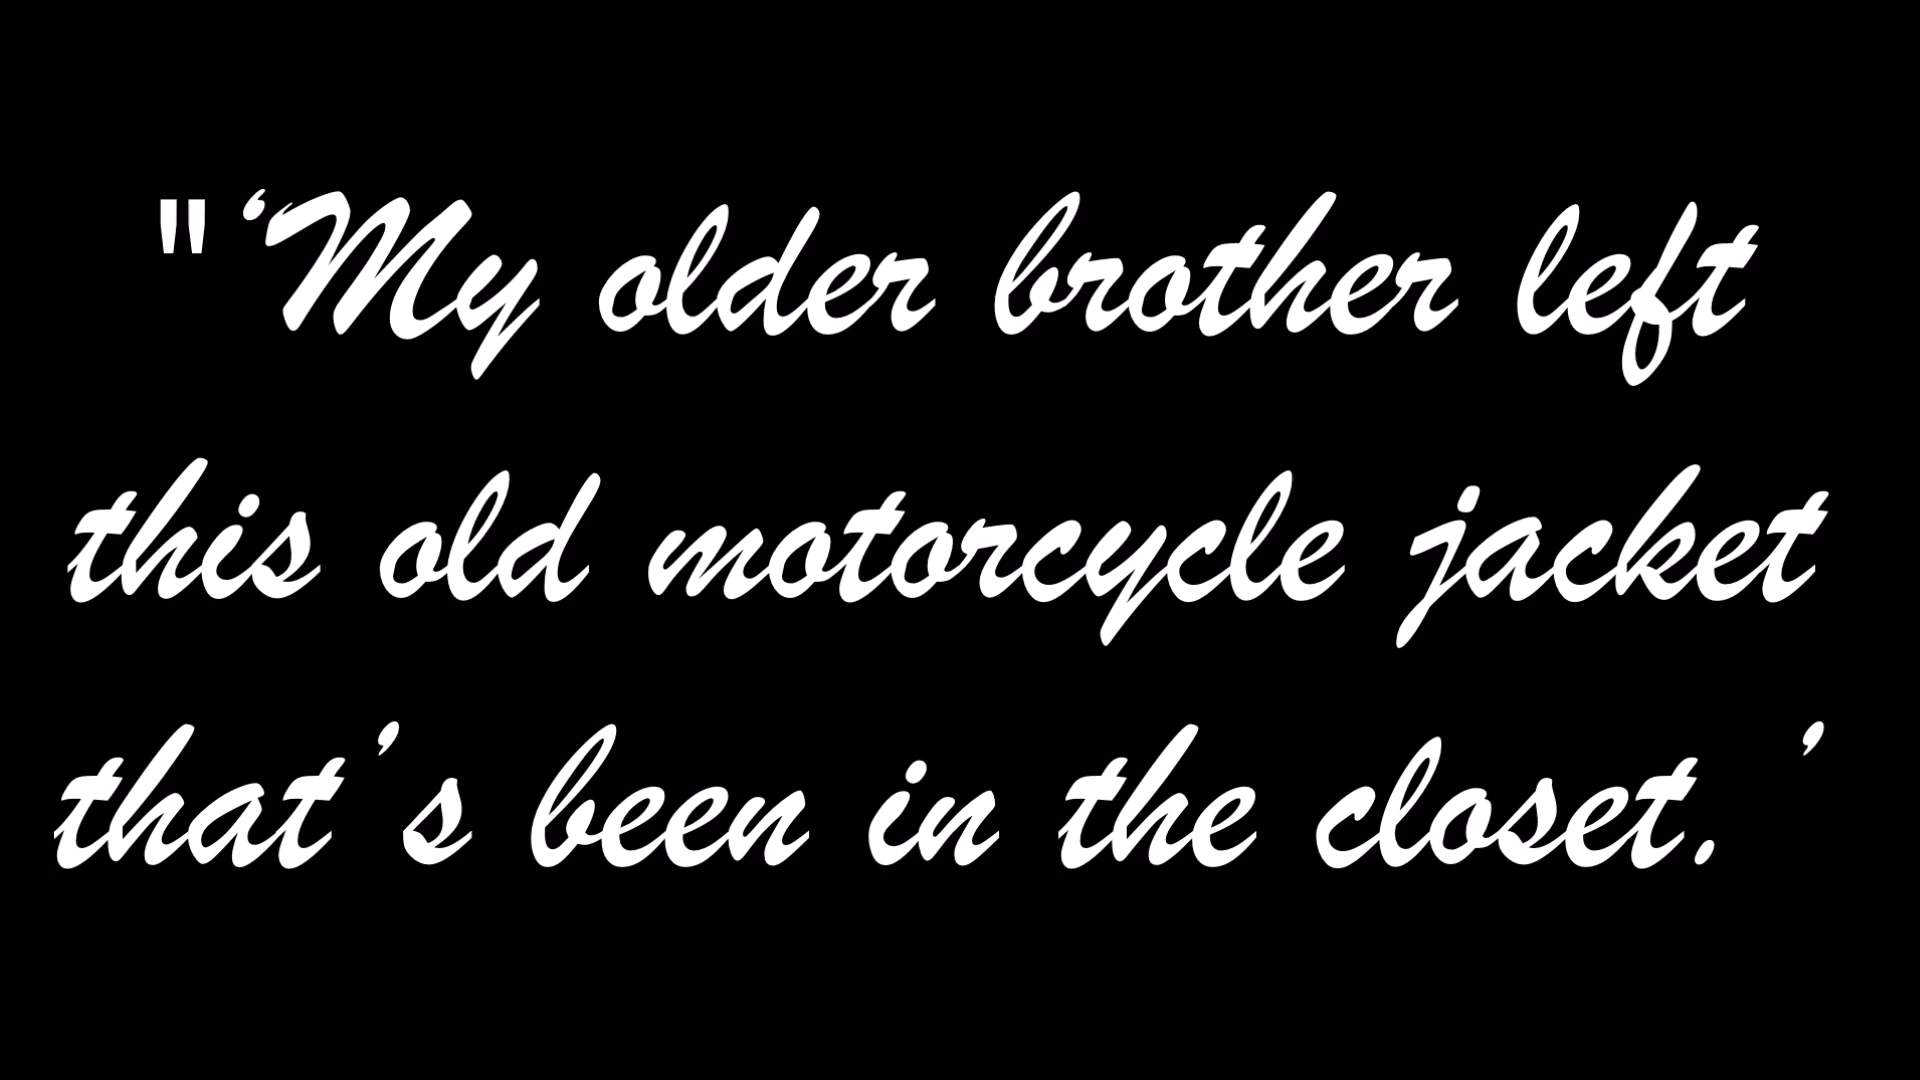 "‘My older brother left
this old motorcycle jacket
that’s been in the closet.’